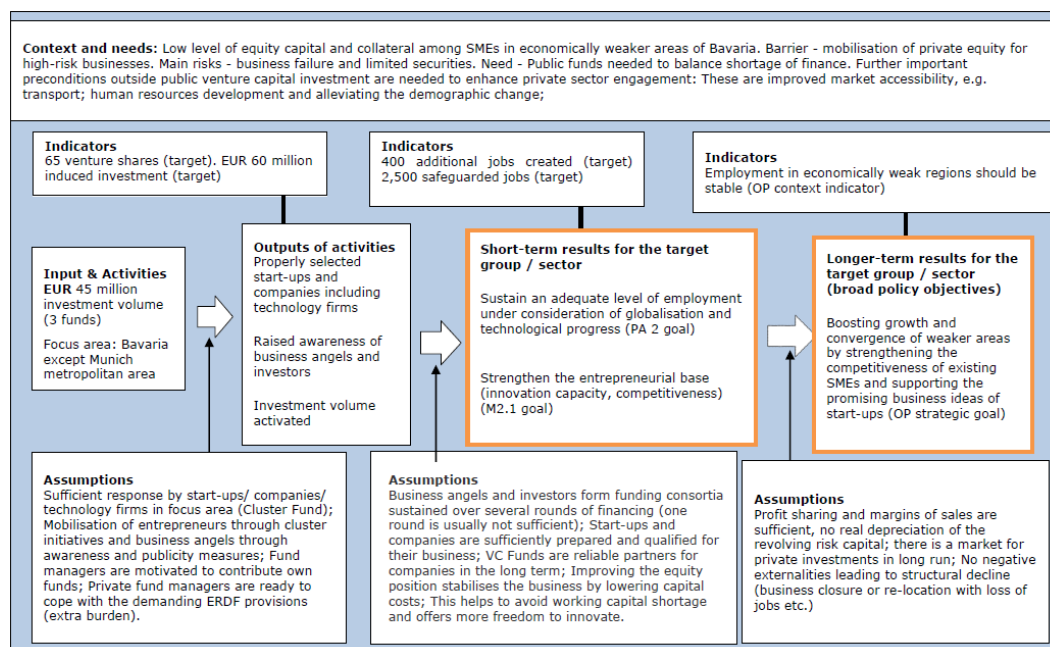 Context and needs: Low level of equity capital and collateral among SMEs in economically weaker areas of Bavaria. Barrier - mobilisation of private equity for
high-risk businesses. Main risks - business failure and limited securities. Need - Public funds needed to balance shortage of finance. Further important
preconditions outside public venture capital investment are needed to enhance private sector engagement: These are improved market accessibility, e.g.
transport; human resources development and alleviating the demographic change;
Indicators
65 venture shares (target). EUR 60 million
induced investment (target)
Indicators
400 additional jobs created (target)
2,500 safeguarded jobs (target)
Indicators
Employment in economically weak regions should be
stable (OP context indicator)
Input & Activities
EUR 45 million
investment volume
(3 funds)
Focus area: Bavaria
except Munich
metropolitan area
Outputs of activities
Properly selected
start-ups and
companies including
technology firms
Raised awareness of
business angels and
investors
Investment volume
activated
Short-term results for the target
group / sector
Sustain an adequate level of employment
under consideration of globalisation and
technological progress (PA 2 goal)
Strengthen the entrepreneurial base
(innovation capacity, competitiveness)
(M2.1 goal)
Longer-term results for the
target group / sector
(broad policy objectives)
Boosting growth and
convergence of weaker areas
by strengthening the
competitiveness of existing
SMEs and supporting the
promising business ideas of
start-ups (OP strategic goal)
Assumptions
Sufficient response by start-ups/ companies/
technology firms in focus area (Cluster Fund);
Mobilisation of entrepreneurs through cluster
initiatives and business angels through
awareness and publicity measures; Fund
managers are motivated to contribute own
funds; Private fund managers are ready to
cope with the demanding ERDF provisions
(extra burden).
Assumptions
Business angels and investors form funding consortia
sustained over several rounds of financing (one
round is usually not sufficient); Start-ups and
companies are sufficiently prepared and qualified for
their business; VC Funds are reliable partners for
companies in the long term; Improving the equity
position stabilises the business by lowering capital
costs; This helps to avoid working capital shortage
and offers more freedom to innovate.
Assumptions
Profit sharing and margins of sales are
sufficient, no real depreciation of the
revolving risk capital; there is a market for
private investments in long run; No negative
externalities leading to structural decline
(business closure or re-location with loss of
jobs etc.)